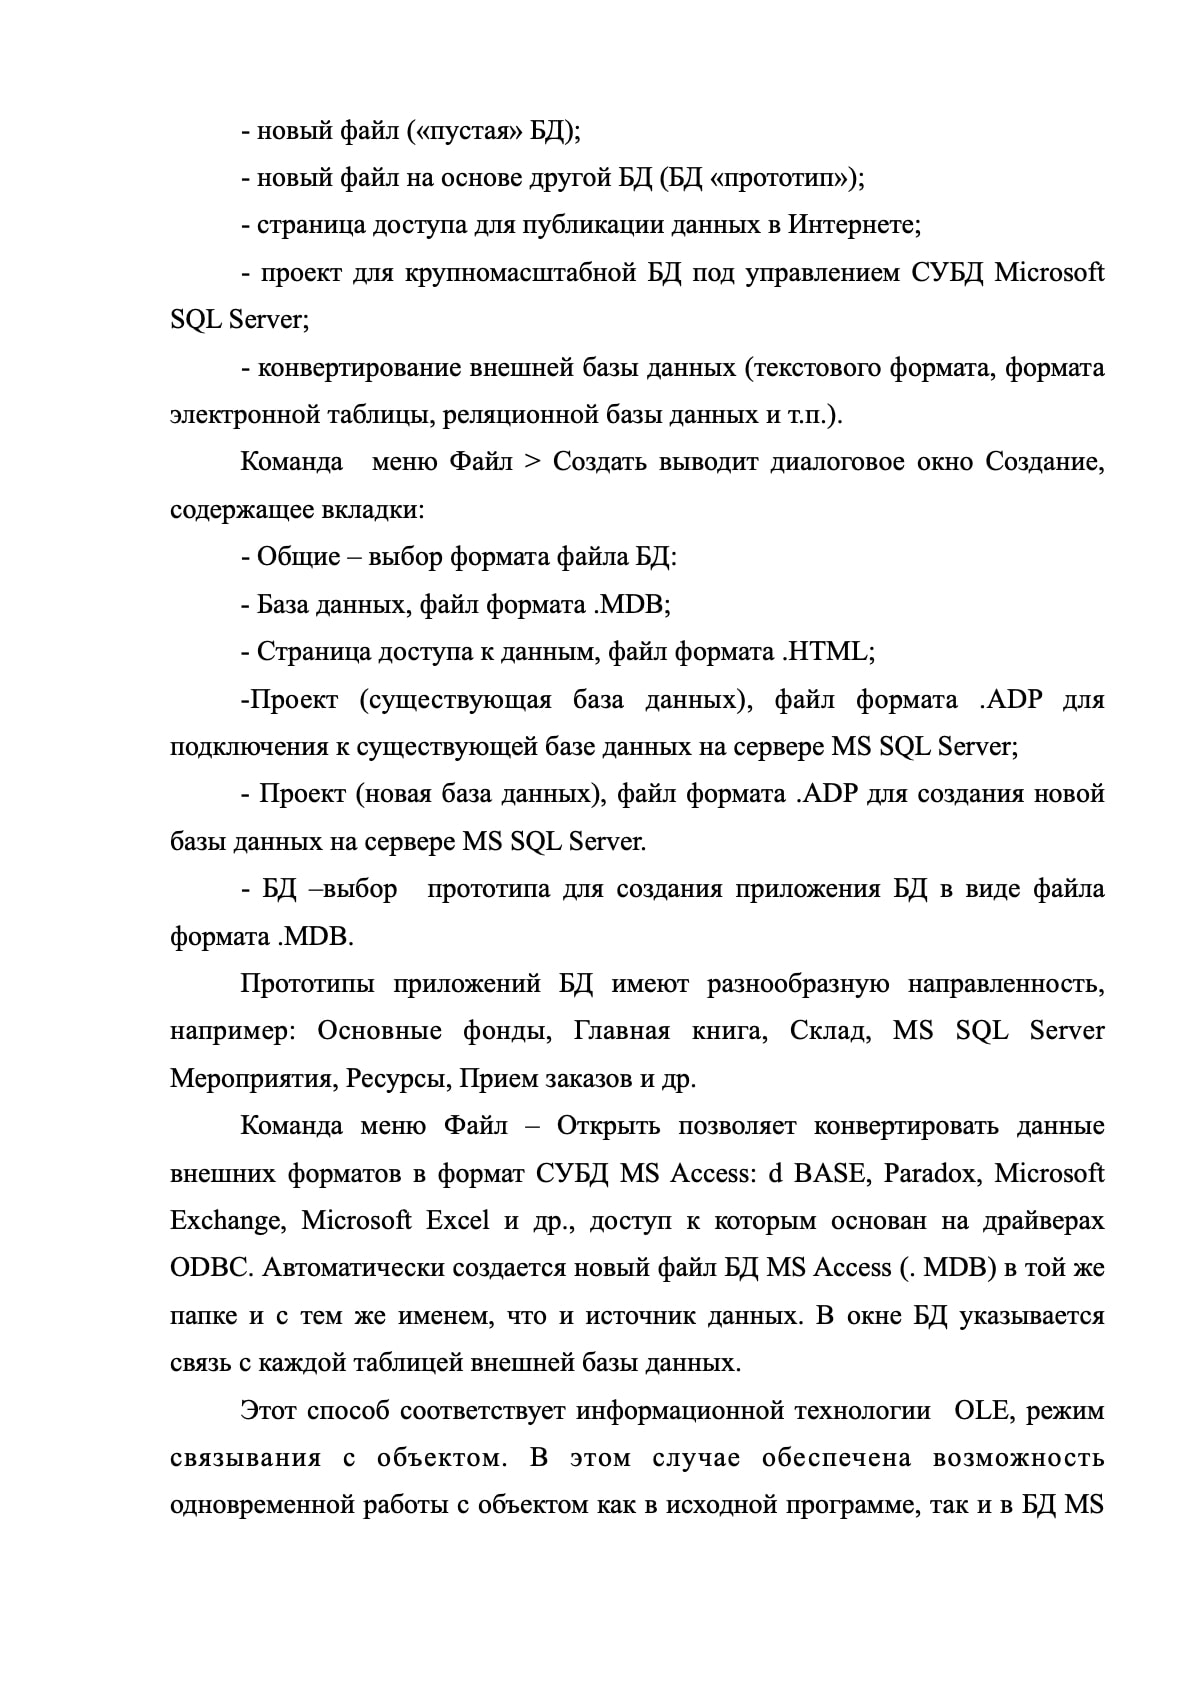 - новый файл («пустая» БД);
- новый файл на основе другой БД (БД «прототип»);
- страница доступа для публикации данных в Интернете;
- проект для крупномасштабной БД под управлением СУБД Microsoft
SQL Server;
- конвертирование внешней базы данных (текстового формата, формата
электронной таблицы, реляционной базы данных и т.п.).
Команда меню Файл > Создать выводит диалоговое окно Создание,
содержащее вкладки:
- Общие – выбор формата файла БД:
- База данных, файл формата .MDB;
- Страница доступа к данным, файл формата .HTML;
-Проект (существующая база данных), файл формата .ADP для
подключения к существующей базе данных на сервере MS SQL Server;
- Проект (новая база данных), файл формата .ADP для создания новой
базы данных на сервере MS SQL Server.
- БД –выбор прототипа для создания приложения БД в виде файла
формата .MDB.
Прототипы приложений БД имеют разнообразную направленность,
например: Основные фонды, Главная книга, Склад, MS SQL Server
Мероприятия, Ресурсы, Прием заказов и др.
Команда меню Файл – Открыть позволяет конвертировать данные
внешних форматов в формат СУБД MS Access: d BASE, Paradox, Microsoft
Exchange, Microsoft Excel и др., доступ к которым основан на драйверах
ODBC. Автоматически создается новый файл БД MS Access (. MDB) в той же
папке и с тем же именем, что и источник данных. В окне БД указывается
связь с каждой таблицей внешней базы данных.
Этот способ соответствует информационной технологии OLE, режим
связывания с объектом. В этом случае обеспечена возможность
одновременной работы с объектом как в исходной программе, так и в БД MS